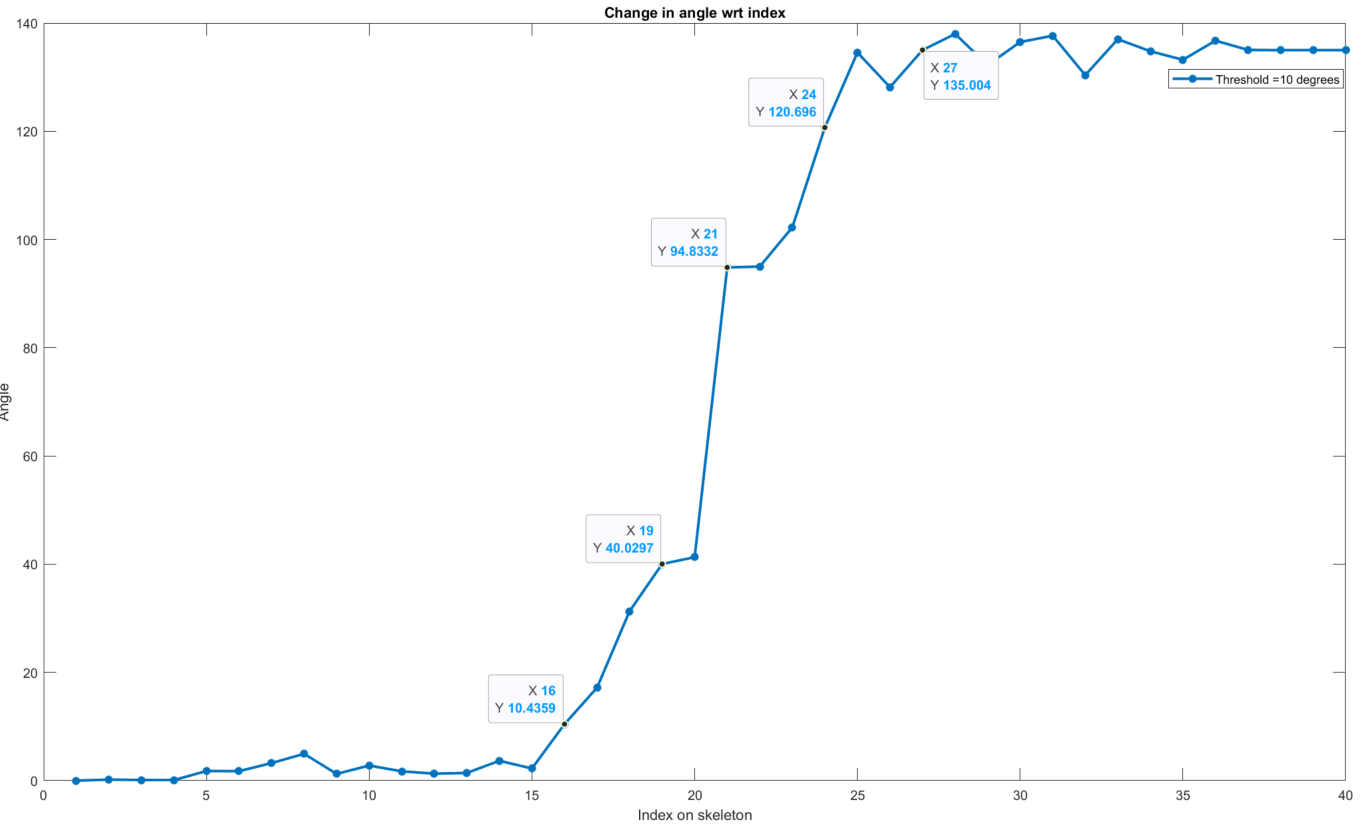 Change in angle wrt index
140
120
100
80
60
40
20
0
Angle
X 27
Y 135.004
Threshold =10 degrees
X 24
Y 120.696
X 21
Y 94.8332
X 19
Y 40.0297
X 16
Y 10.4359
0 5 10 15 20 25 30 35 40
Index on skeleton